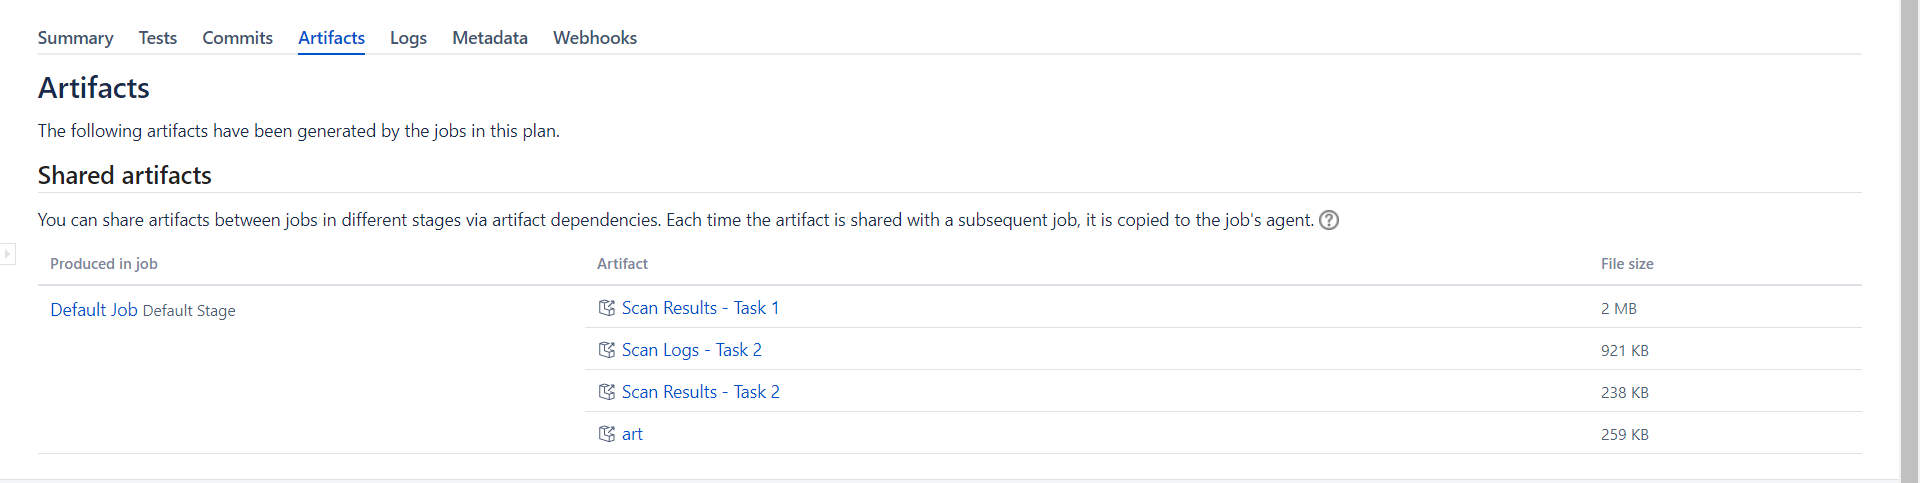 Summary Tests Commits Artifacts Logs Metadata Webhooks
Artifacts
The following artifacts have been generated by the jobs in this plan.
Shared artifacts
You can share artifacts between jobs in different stages via artifact dependencies. Each time the artifact is shared with a subsequent job, it is copied to the job's agent. ?
Produced in job Artifact File size
Default Job Default Stage Scan Results - Task 1 2 MB
Scan Logs - Task 2 921 KB
Scan Results - Task 2 238 KB
art 259 KB